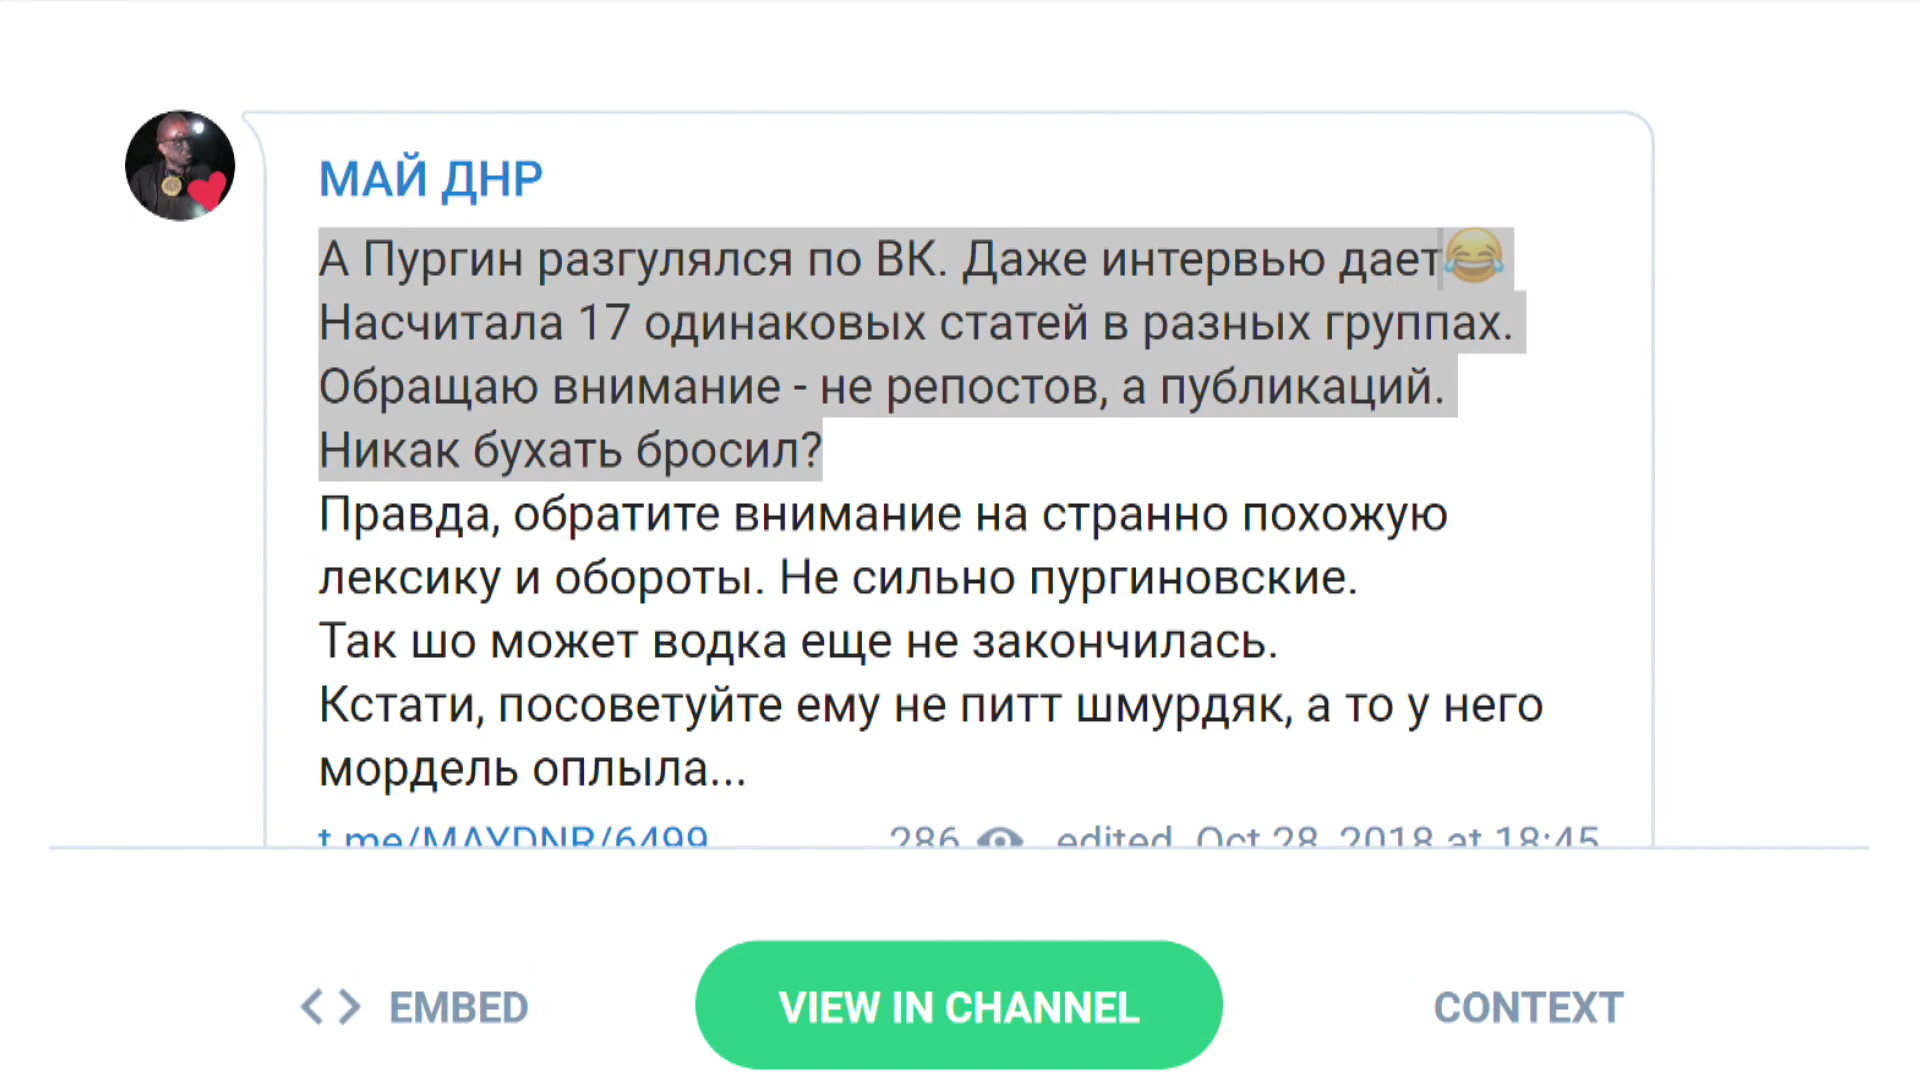 МАЙ ДНР
А Пургин разгулялся по ВК. Даже интервью дает😂
Насчитала 17 одинаковых статей в разных группах.
Обращаю внимание - не репостов, а публикаций.
Никак бухать бросил?
Правда, обратите внимание на странно похожую
лексику и обороты. Не сильно пургиновские.
Так шо может водка еще не закончилась.
Кстати, посоветуйте ему не питт шмурдяк, а то у него
мордель оплыла...
t.me/MAYDNR/6499 286 edited Oct 28, 2018 at 18:45
<> EMBED VIEW IN CHANNEL CONTEXT